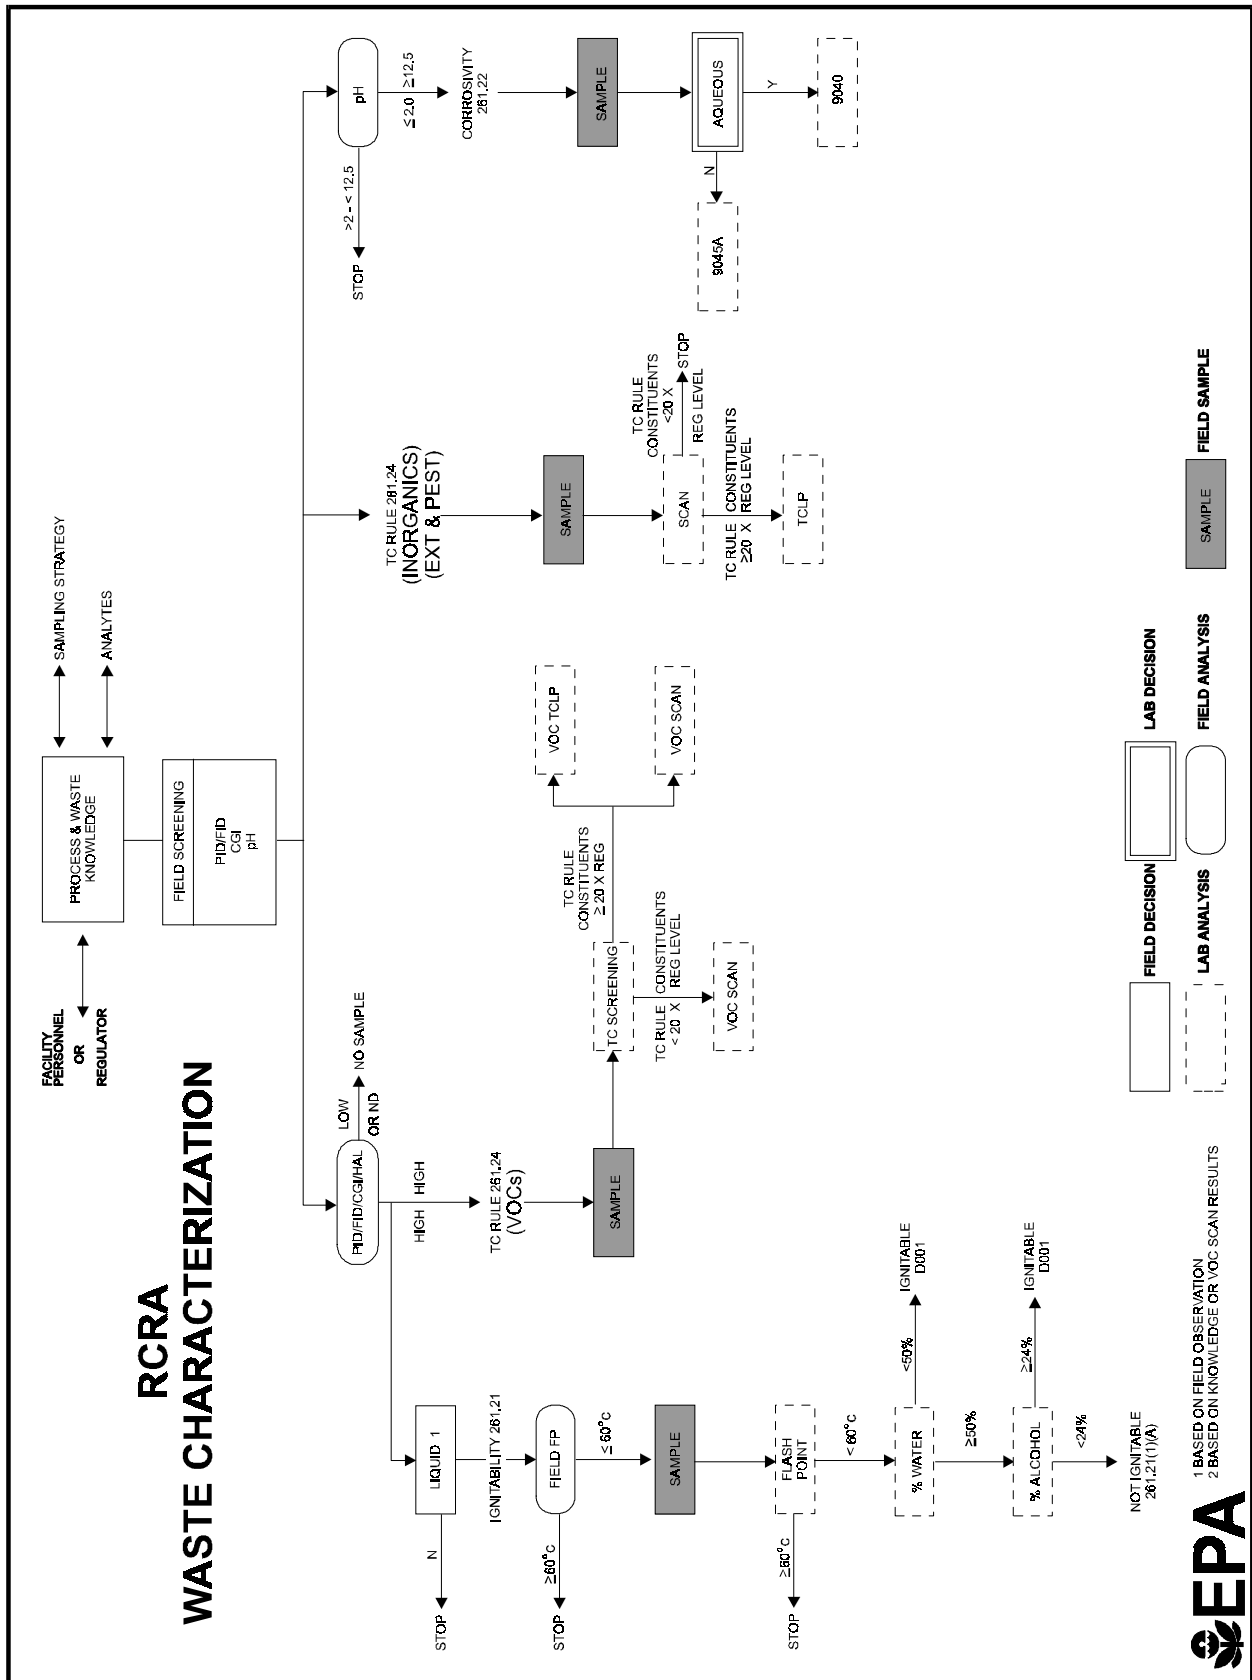 RCRA
WASTE CHARACTERIZATION
FACILITY
PERSONNEL
OR
REGULATOR
PROCESS & WASTE
KNOWLEDGE
SAMPLING STRATEGY
ANALYTES
FIELD SCREENING
PID/FID
CGI
pH
PID/FID/CGI/HAL
LOW
OR ND
NO SAMPLE
HIGH
HIGH
LIQUID 1
N
STOP
IGNITABILITY 261.21
FIELD FP
≥60°C
STOP
≤ 60°C
SAMPLE
FLASH
POINT
≥60°C
STOP
< 60°C
% WATER
<50%
IGNITABLE
D001
≥50%
% ALCOHOL
≥24%
IGNITABLE
D001
<24%
NOT IGNITABLE
261.21(1)(A)
TC RULE 261.24
(VOCs)
SAMPLE
TC SCREENING
TC RULE
CONSTITUENTS
≥ 20 X REG
VOC TCLP
VOC SCAN
TC RULE CONSTITUENTS
< 20 X REG LEVEL
VOC SCAN
TC RULE 261.24
(INORGANICS)
(EXT & PEST)
SAMPLE
SCAN
TC RULE
CONSTITUENTS
<20 X
REG LEVEL
STOP
TC RULE CONSTITUENTS
≥20 X REG LEVEL
TCLP
pH
>2 - < 12.5
STOP
≤ 2.0 ≥12.5
CORROSIVITY
261.22
SAMPLE
AQUEOUS
N
9045A
Y
9040
FIELD DECISION
LAB DECISION
FIELD SAMPLE
SAMPLE
LAB ANALYSIS
FIELD ANALYSIS
1 BASED ON FIELD OBSERVATION
2 BASED ON KNOWLEDGE OR VOC SCAN RESULTS
EPA